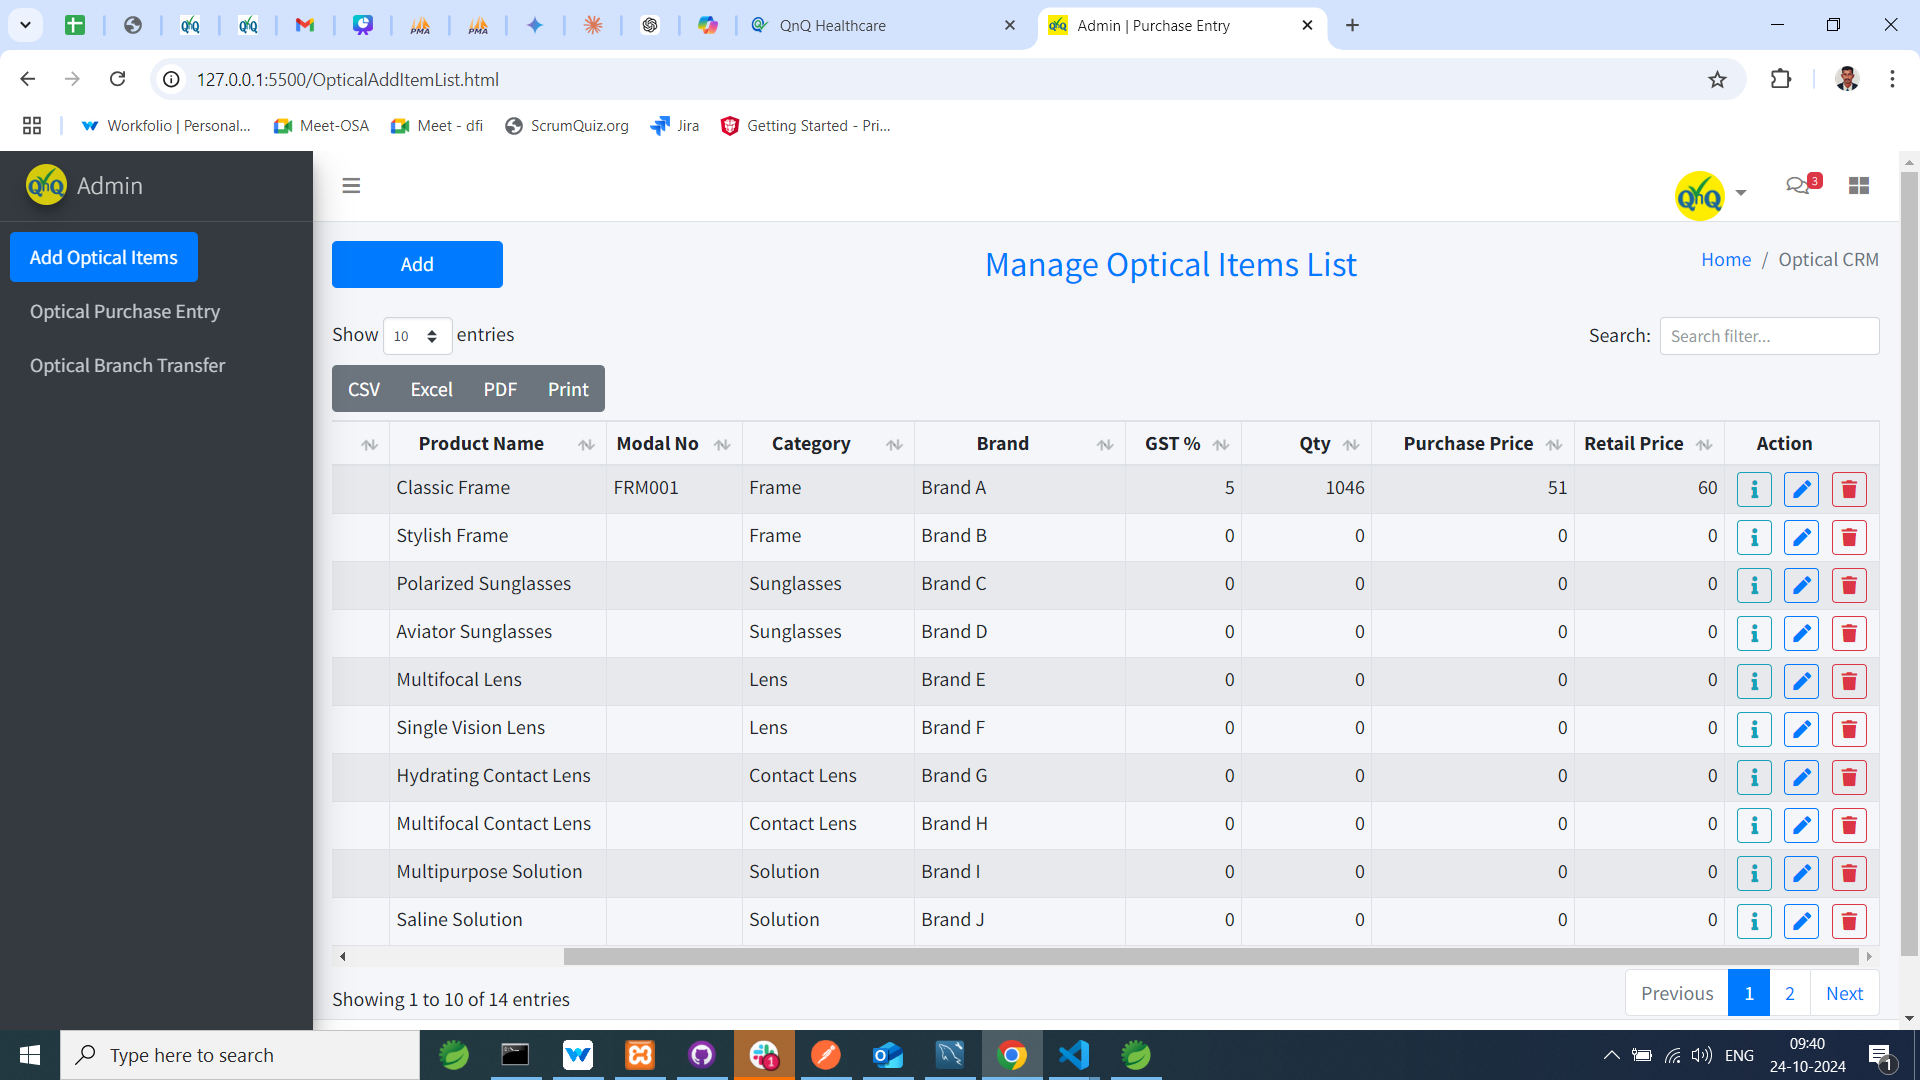 QnQ Healthcare
Admin | Purchase Entry
127.0.0.1:5500/OpticalAddItemList.html
Workfolio | Personal...
Meet-OSA
Meet - dfi
ScrumQuiz.org
Jira
Getting Started - Pri...
QnQ Admin
QnQ
3
Add Optical Items
Optical Purchase Entry
Optical Branch Transfer
Add
Manage Optical Items List
Home / Optical CRM
Show 10 entries
Search: Search filter...
CSV Excel PDF Print
Product Name Modal No Category Brand GST % Qty Purchase Price Retail Price Action
Classic Frame FRM001 Frame Brand A 5 1046 51 60
Stylish Frame Frame Brand B 0 0 0 0
Polarized Sunglasses Sunglasses Brand C 0 0 0 0
Aviator Sunglasses Sunglasses Brand D 0 0 0 0
Multifocal Lens Lens Brand E 0 0 0 0
Single Vision Lens Lens Brand F 0 0 0 0
Hydrating Contact Lens Contact Lens Brand G 0 0 0 0
Multifocal Contact Lens Contact Lens Brand H 0 0 0 0
Multipurpose Solution Solution Brand I 0 0 0 0
Saline Solution Solution Brand J 0 0 0 0
Showing 1 to 10 of 14 entries
Previous 1 2 Next
Type here to search
1
ENG
09:40
24-10-2024
1